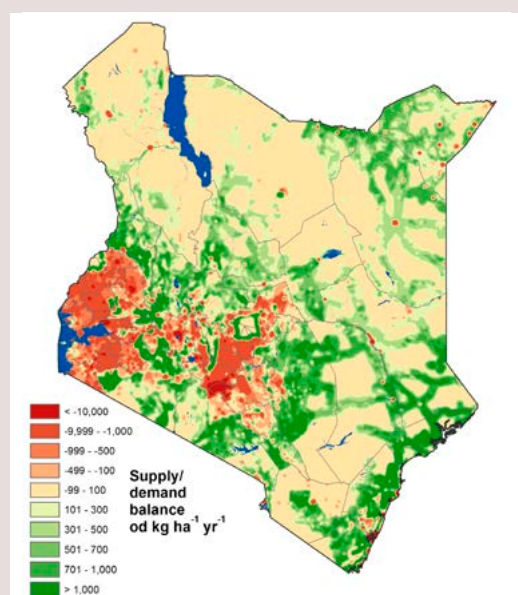 < -10,000
-9,999 - -1,000
-999 - -500
-499 - -100
-99 - 100
101 - 300
301 - 500
501 - 700
701 - 1,000
> 1,000
Supply/
demand
balance
od kg ha⁻¹ yr⁻¹